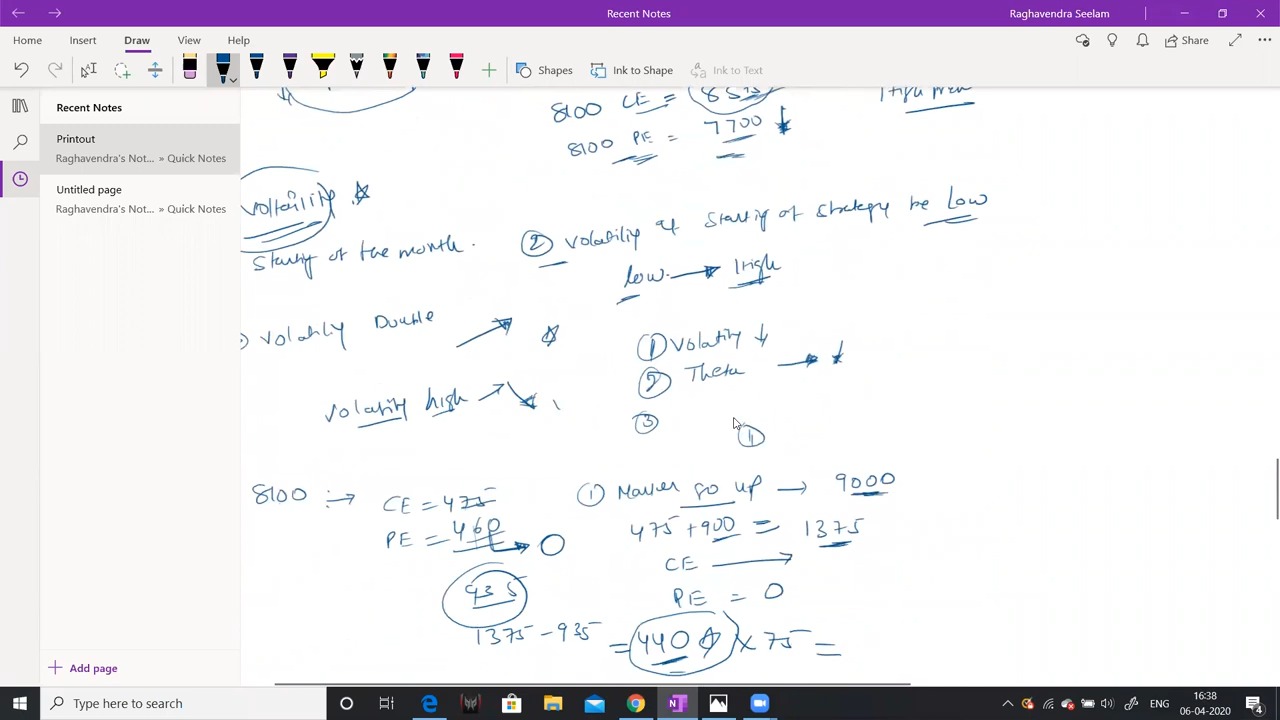 Recent Notes
Raghavendra Seelam
Home Insert Draw View Help
Share
Shapes
Ink to Shape
Ink to Text
Recent Notes
Printout
Raghavendra's Not... » Quick Notes
Untitled page
Raghavendra's Not... » Quick Notes
8100 CE =
8100 PE = 7700
Voltaility
Starting of the month.
② Volatility at Starting of Strategy be Low
Low → High
Volatility Double
① Volatility ↓
② Theta → ↓
③
Volatility high
8100 → CE = 475
PE = 460 → 0
935
① Market go up → 9000
475 + 900 = 1375
CE →
PE = 0
1375 - 935 = 440 × 75 =
Add page
Type here to search
16:38
06-04-2020